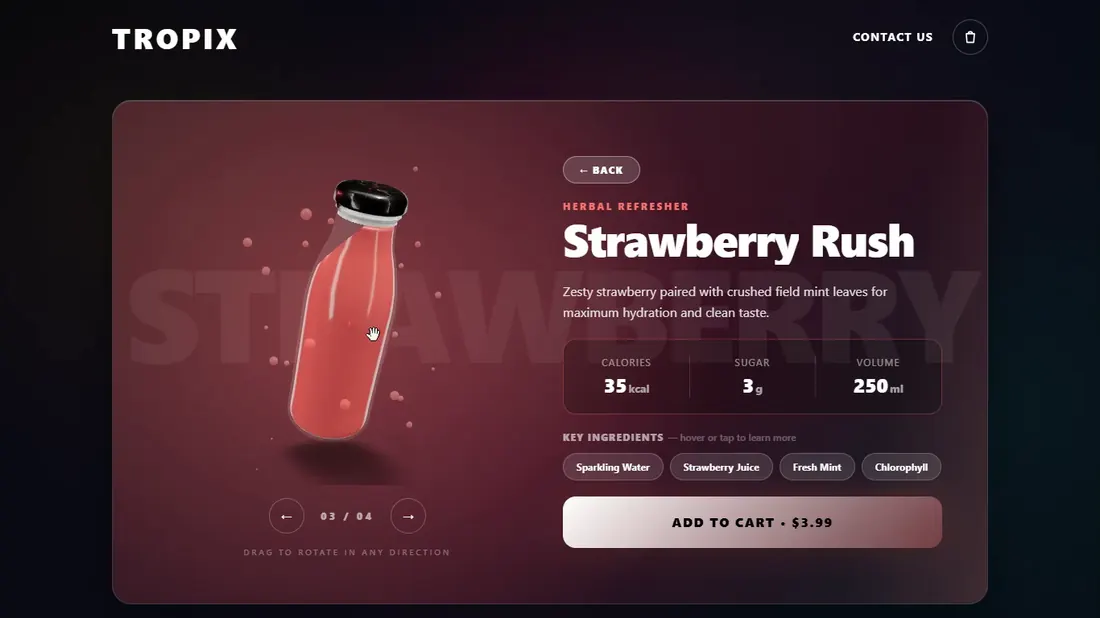 TROPIX
CONTACT US
← BACK
HERBAL REFRESHER
Strawberry Rush
STRAWBERRY
Zesty strawberry paired with crushed field mint leaves for
maximum hydration and clean taste.
CALORIES SUGAR VOLUME
35 kcal 3 g 250 ml
KEY INGREDIENTS — hover or tap to learn more
Sparkling Water Strawberry Juice Fresh Mint Chlorophyll
← 03 / 04 →
ADD TO CART • $3.99
DRAG TO ROTATE IN ANY DIRECTION